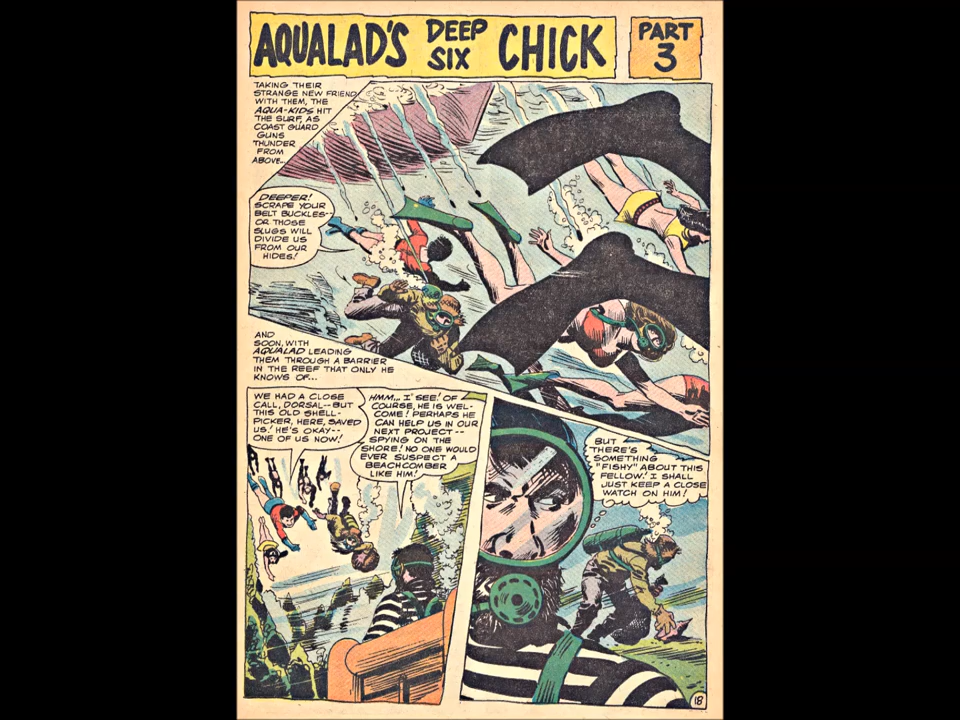 AQUALAD'S DEEP SIX CHICK
PART 3
TAKING THEIR
STRANGE NEW FRIEND
WITH THEM, THE
AQUA-KIDS HIT
THE SURF, AS
COAST GUARD
GUNS
THUNDER
FROM
ABOVE...
DEEPER!
SCRAPE YOUR
BELT BUCKLES--
OR THOSE
SLUGS WILL
DIVIDE US
FROM OUR
HIDES!
AND
SOON, WITH
AQUALAD LEADING
THEM THROUGH A BARRIER
IN THE REEF THAT ONLY HE
KNOWS OF...
WE HAD A CLOSE
CALL, DORSAL--BUT
THIS OLD SHELL-
PICKER, HERE, SAVED
US! HE'S OKAY--
ONE OF US NOW!
HMM... I SEE! OF
COURSE, HE IS WEL-
COME! PERHAPS HE
CAN HELP US IN OUR
NEXT PROJECT--
SPYING ON THE
SHORE! NO ONE WOULD
EVER SUSPECT A
BEACHCOMBER
LIKE HIM!
BUT
THERE'S
SOMETHING
"FISHY" ABOUT THIS
FELLOW! I SHALL
JUST KEEP A CLOSE
WATCH ON HIM!
18